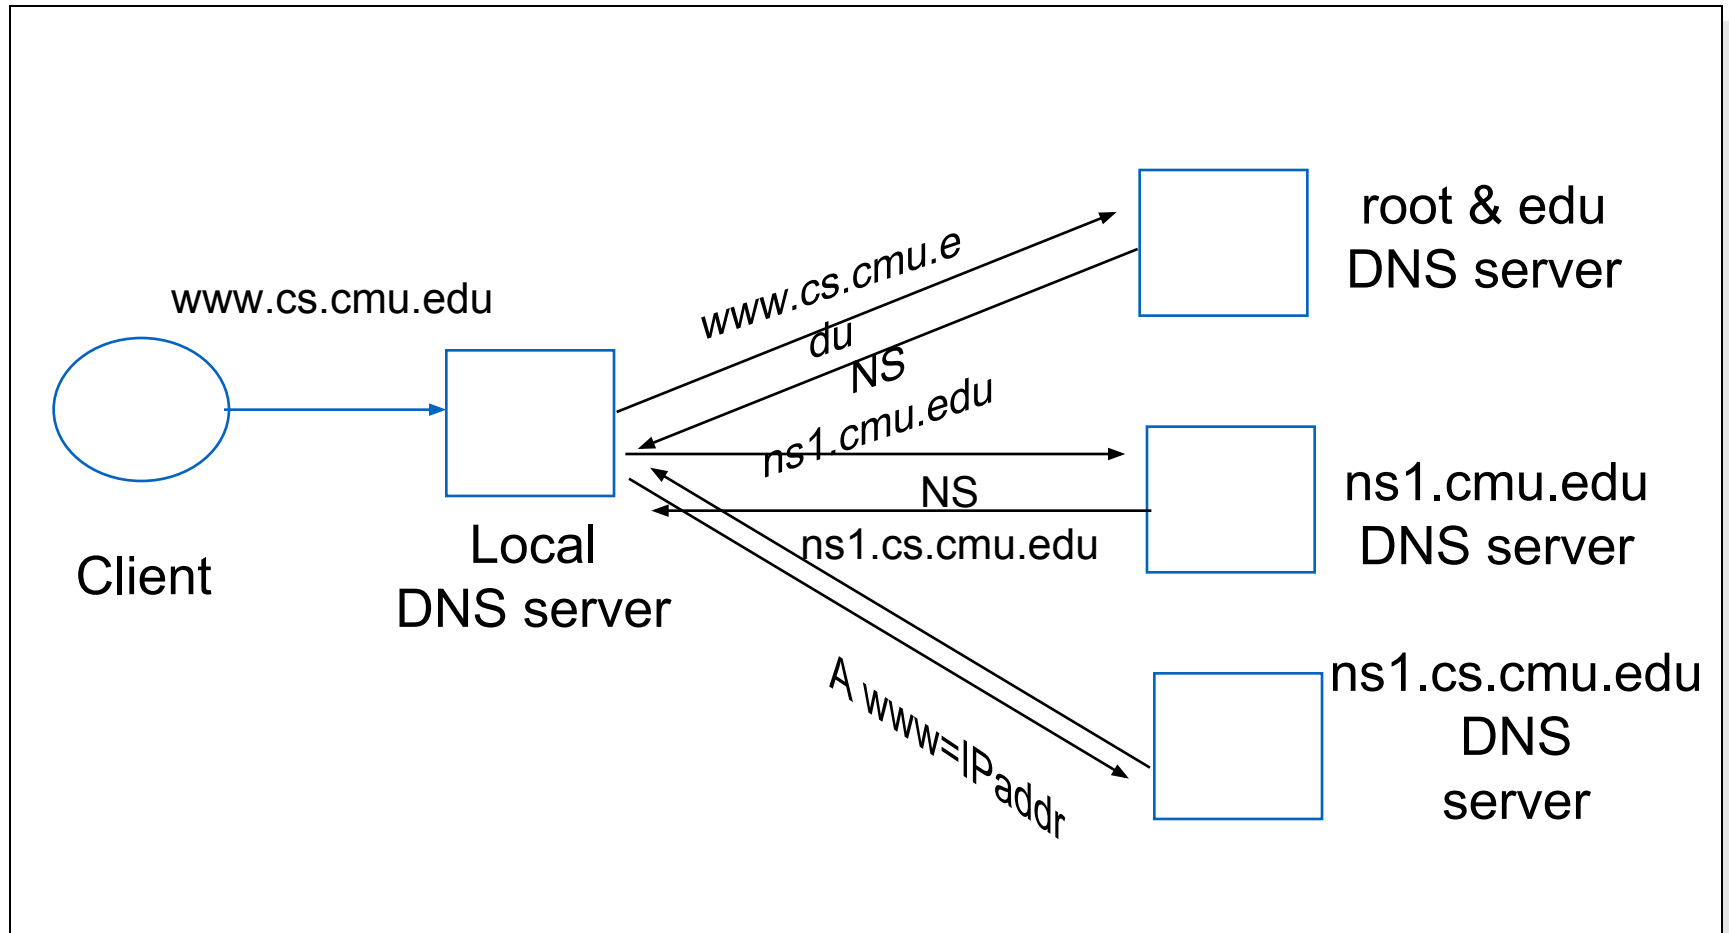 www.cs.cmu.edu
Client
Local
DNS server
www.cs.cmu.e
du
NS
ns1.cmu.edu
NS
ns1.cs.cmu.edu
A www=IPaddr
root & edu
DNS server
ns1.cmu.edu
DNS server
ns1.cs.cmu.edu
DNS
server